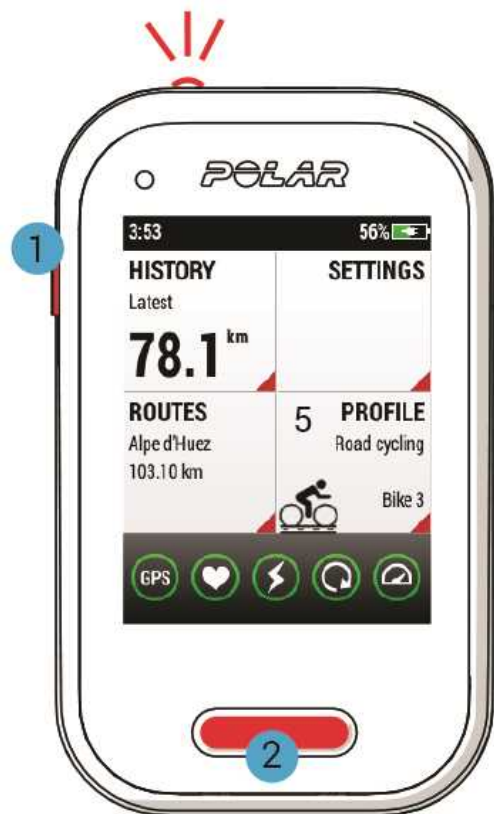 POLAR
1
3:53 56%
HISTORY
Latest
78.1 km
SETTINGS
ROUTES
Alpe d'Huez
103.10 km
5 PROFILE
Road cycling
Bike 3
GPS
2